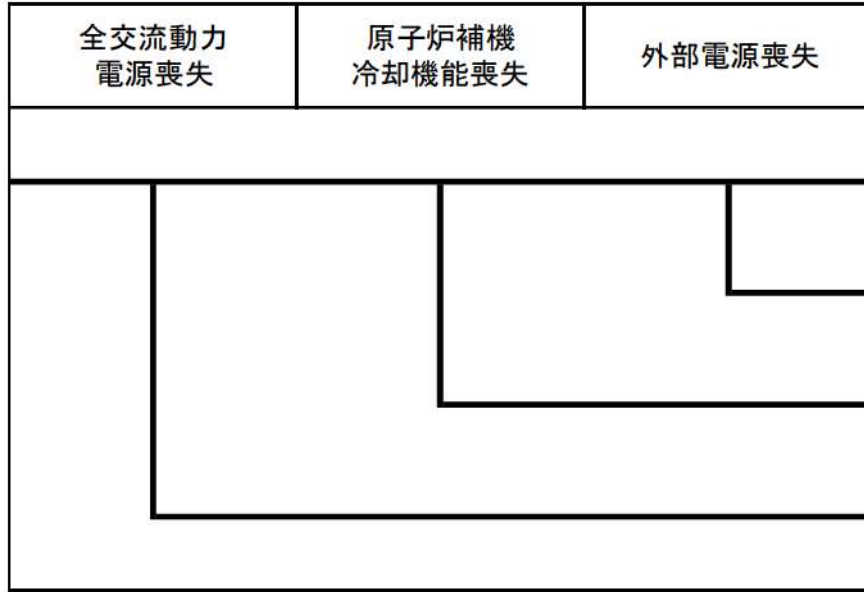 全交流動力
電源喪失
原子炉補機
冷却機能喪失
外部電源喪失